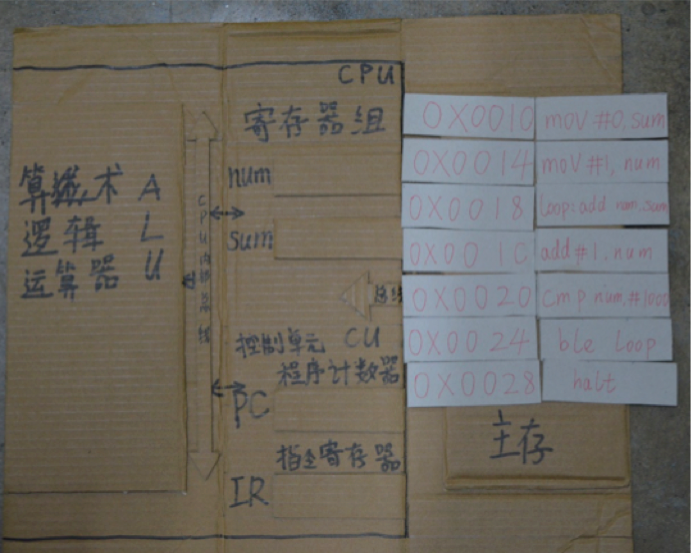 CPU
寄存器组
num
sum
算术
逻辑
运算器
ALU
CPU内部总线
总线
控制单元 CU
程序计数器
PC
指令寄存器
IR
0X0010 mov #0, sum
0X0014 mov #1, num
0X0018 loop: add num, sum
0X001C add #1, num
0X0020 cmp num, #1000
0X0024 ble loop
0X0028 halt
主存